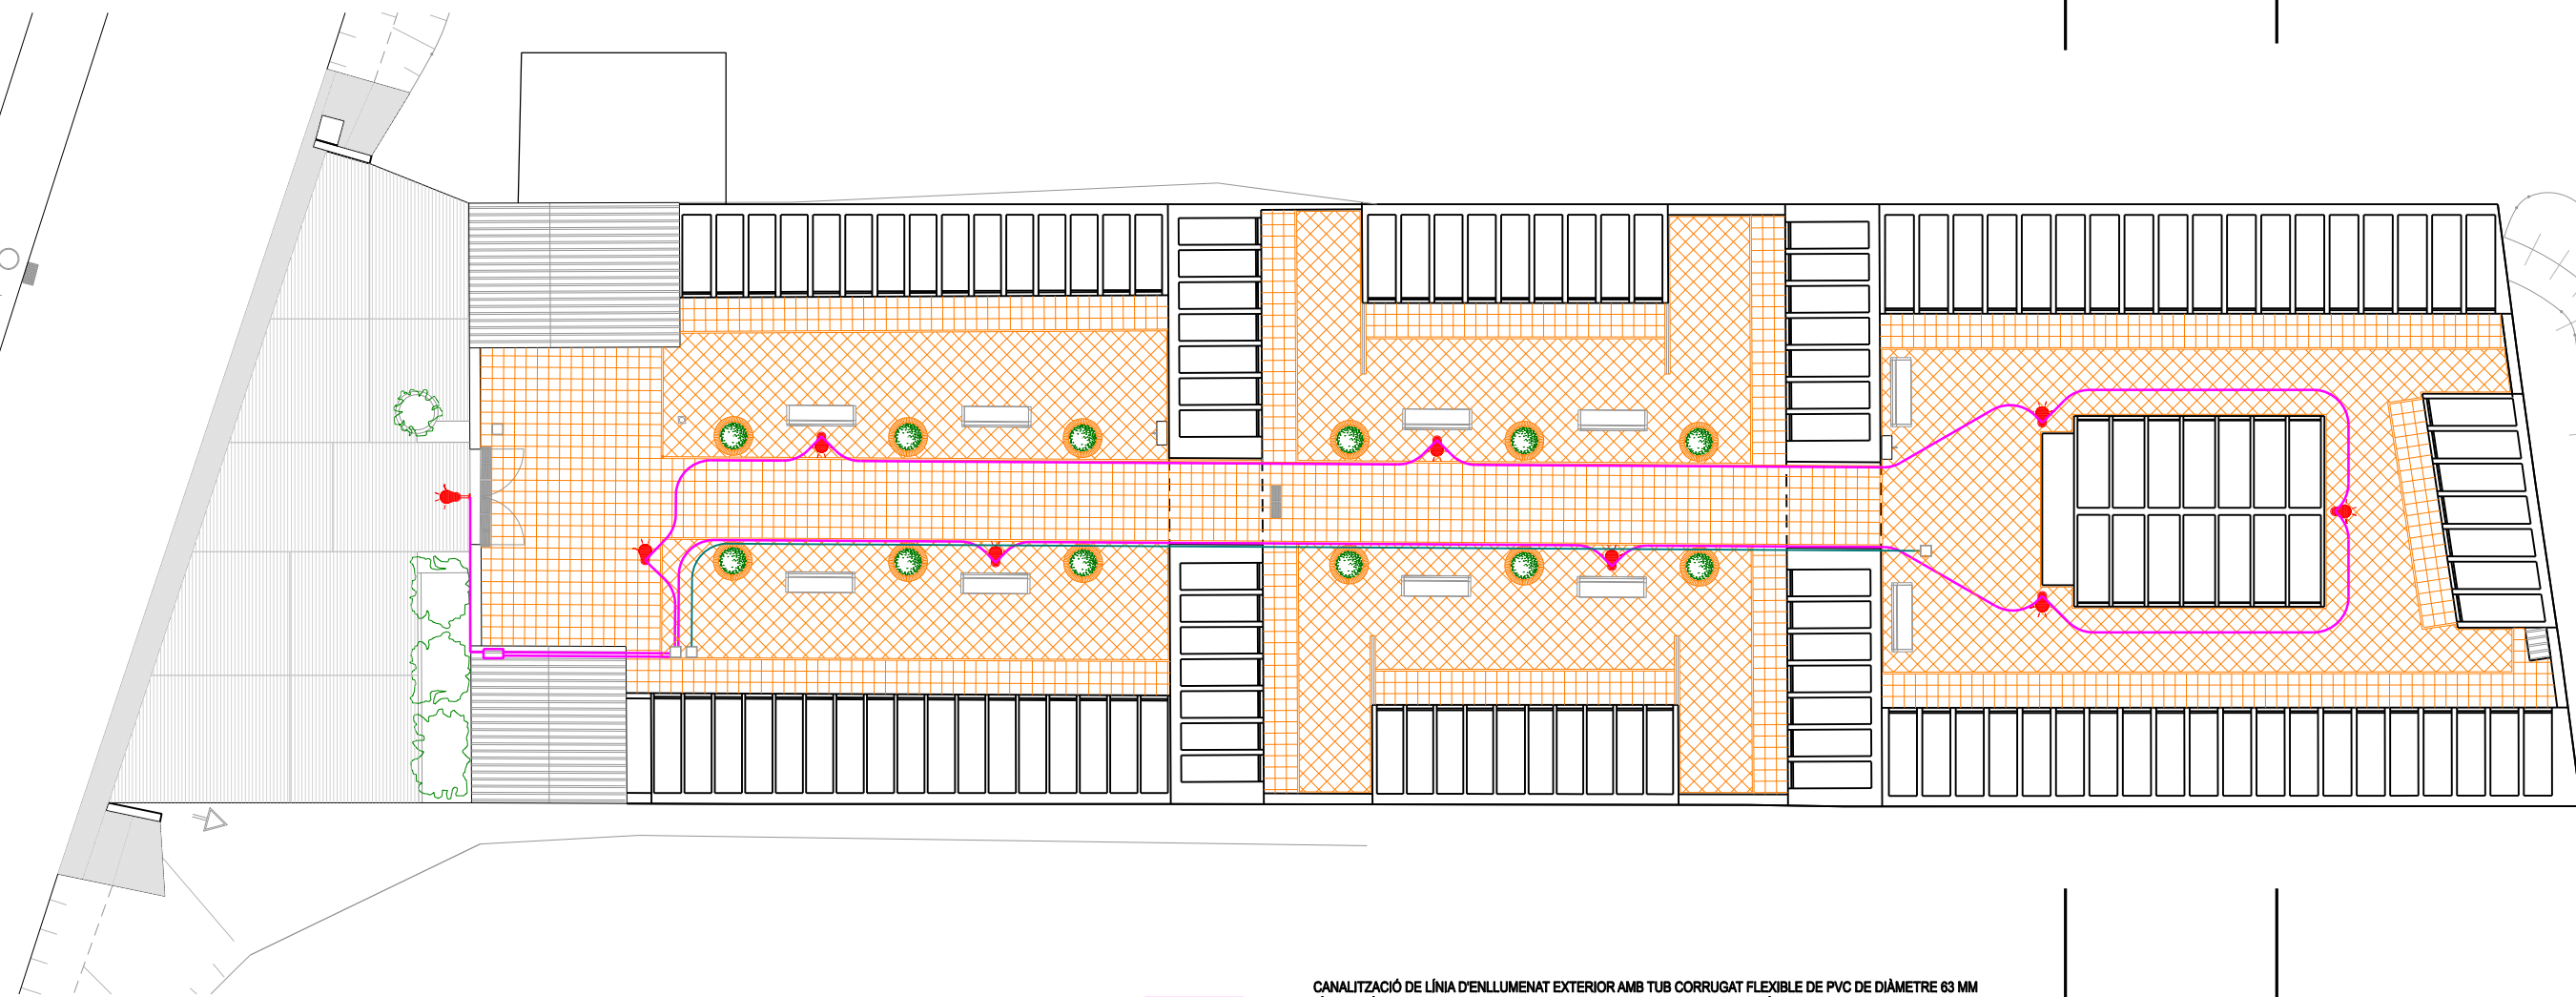 CANALITZACIÓ DE LÍNIA D'ENLLUMENAT EXTERIOR AMB TUB CORRUGAT FLEXIBLE DE PVC DE DIÀMETRE 63 MM